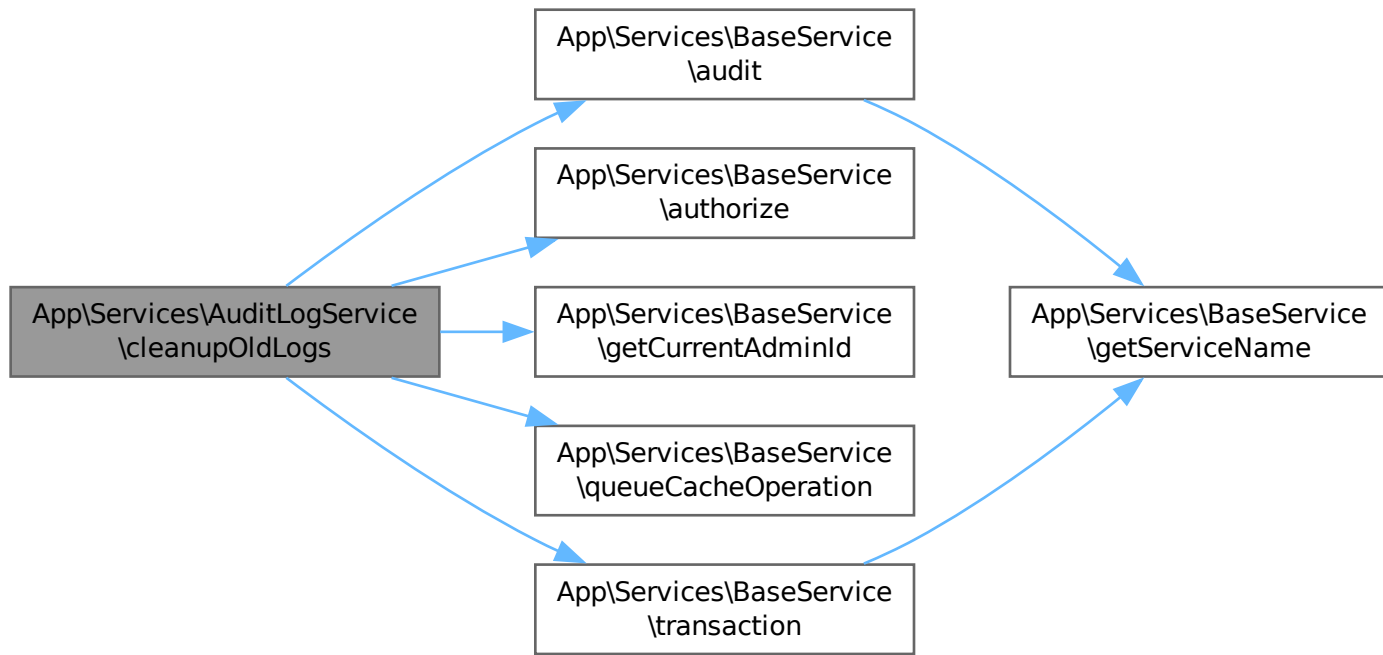 App\Services\BaseService
\audit
App\Services\BaseService
\authorize
App\Services\AuditLogService
\cleanupOldLogs
App\Services\BaseService
\getCurrentAdminId
App\Services\BaseService
\getServiceName
App\Services\BaseService
\queueCacheOperation
App\Services\BaseService
\transaction